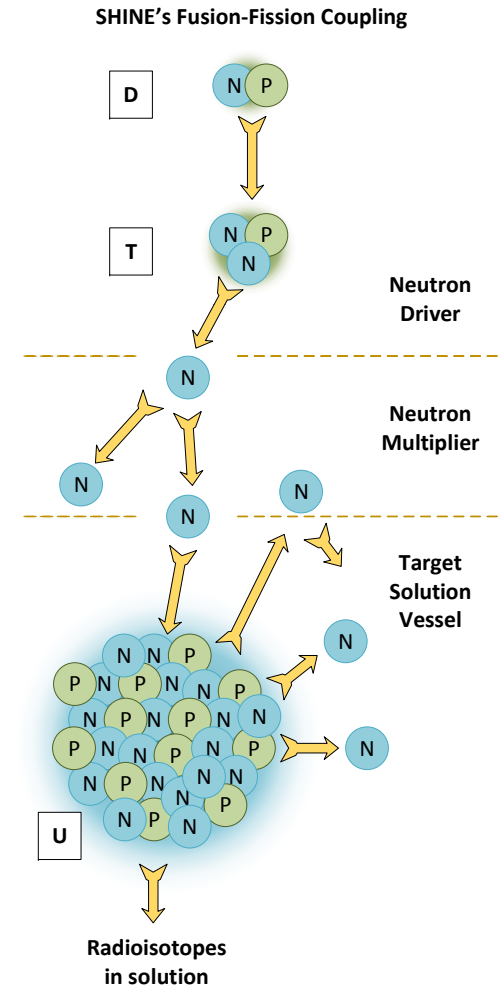 SHINE's Fusion-Fission Coupling
D
N P
T
N P
N
Neutron
Driver
N
Neutron
Multiplier
N
N
N
Target
Solution
Vessel
N
N N P
P N P N N P
N P N P N N
P N N P N P
N
N P N N N
N P
N P N
U
Radioisotopes
in solution